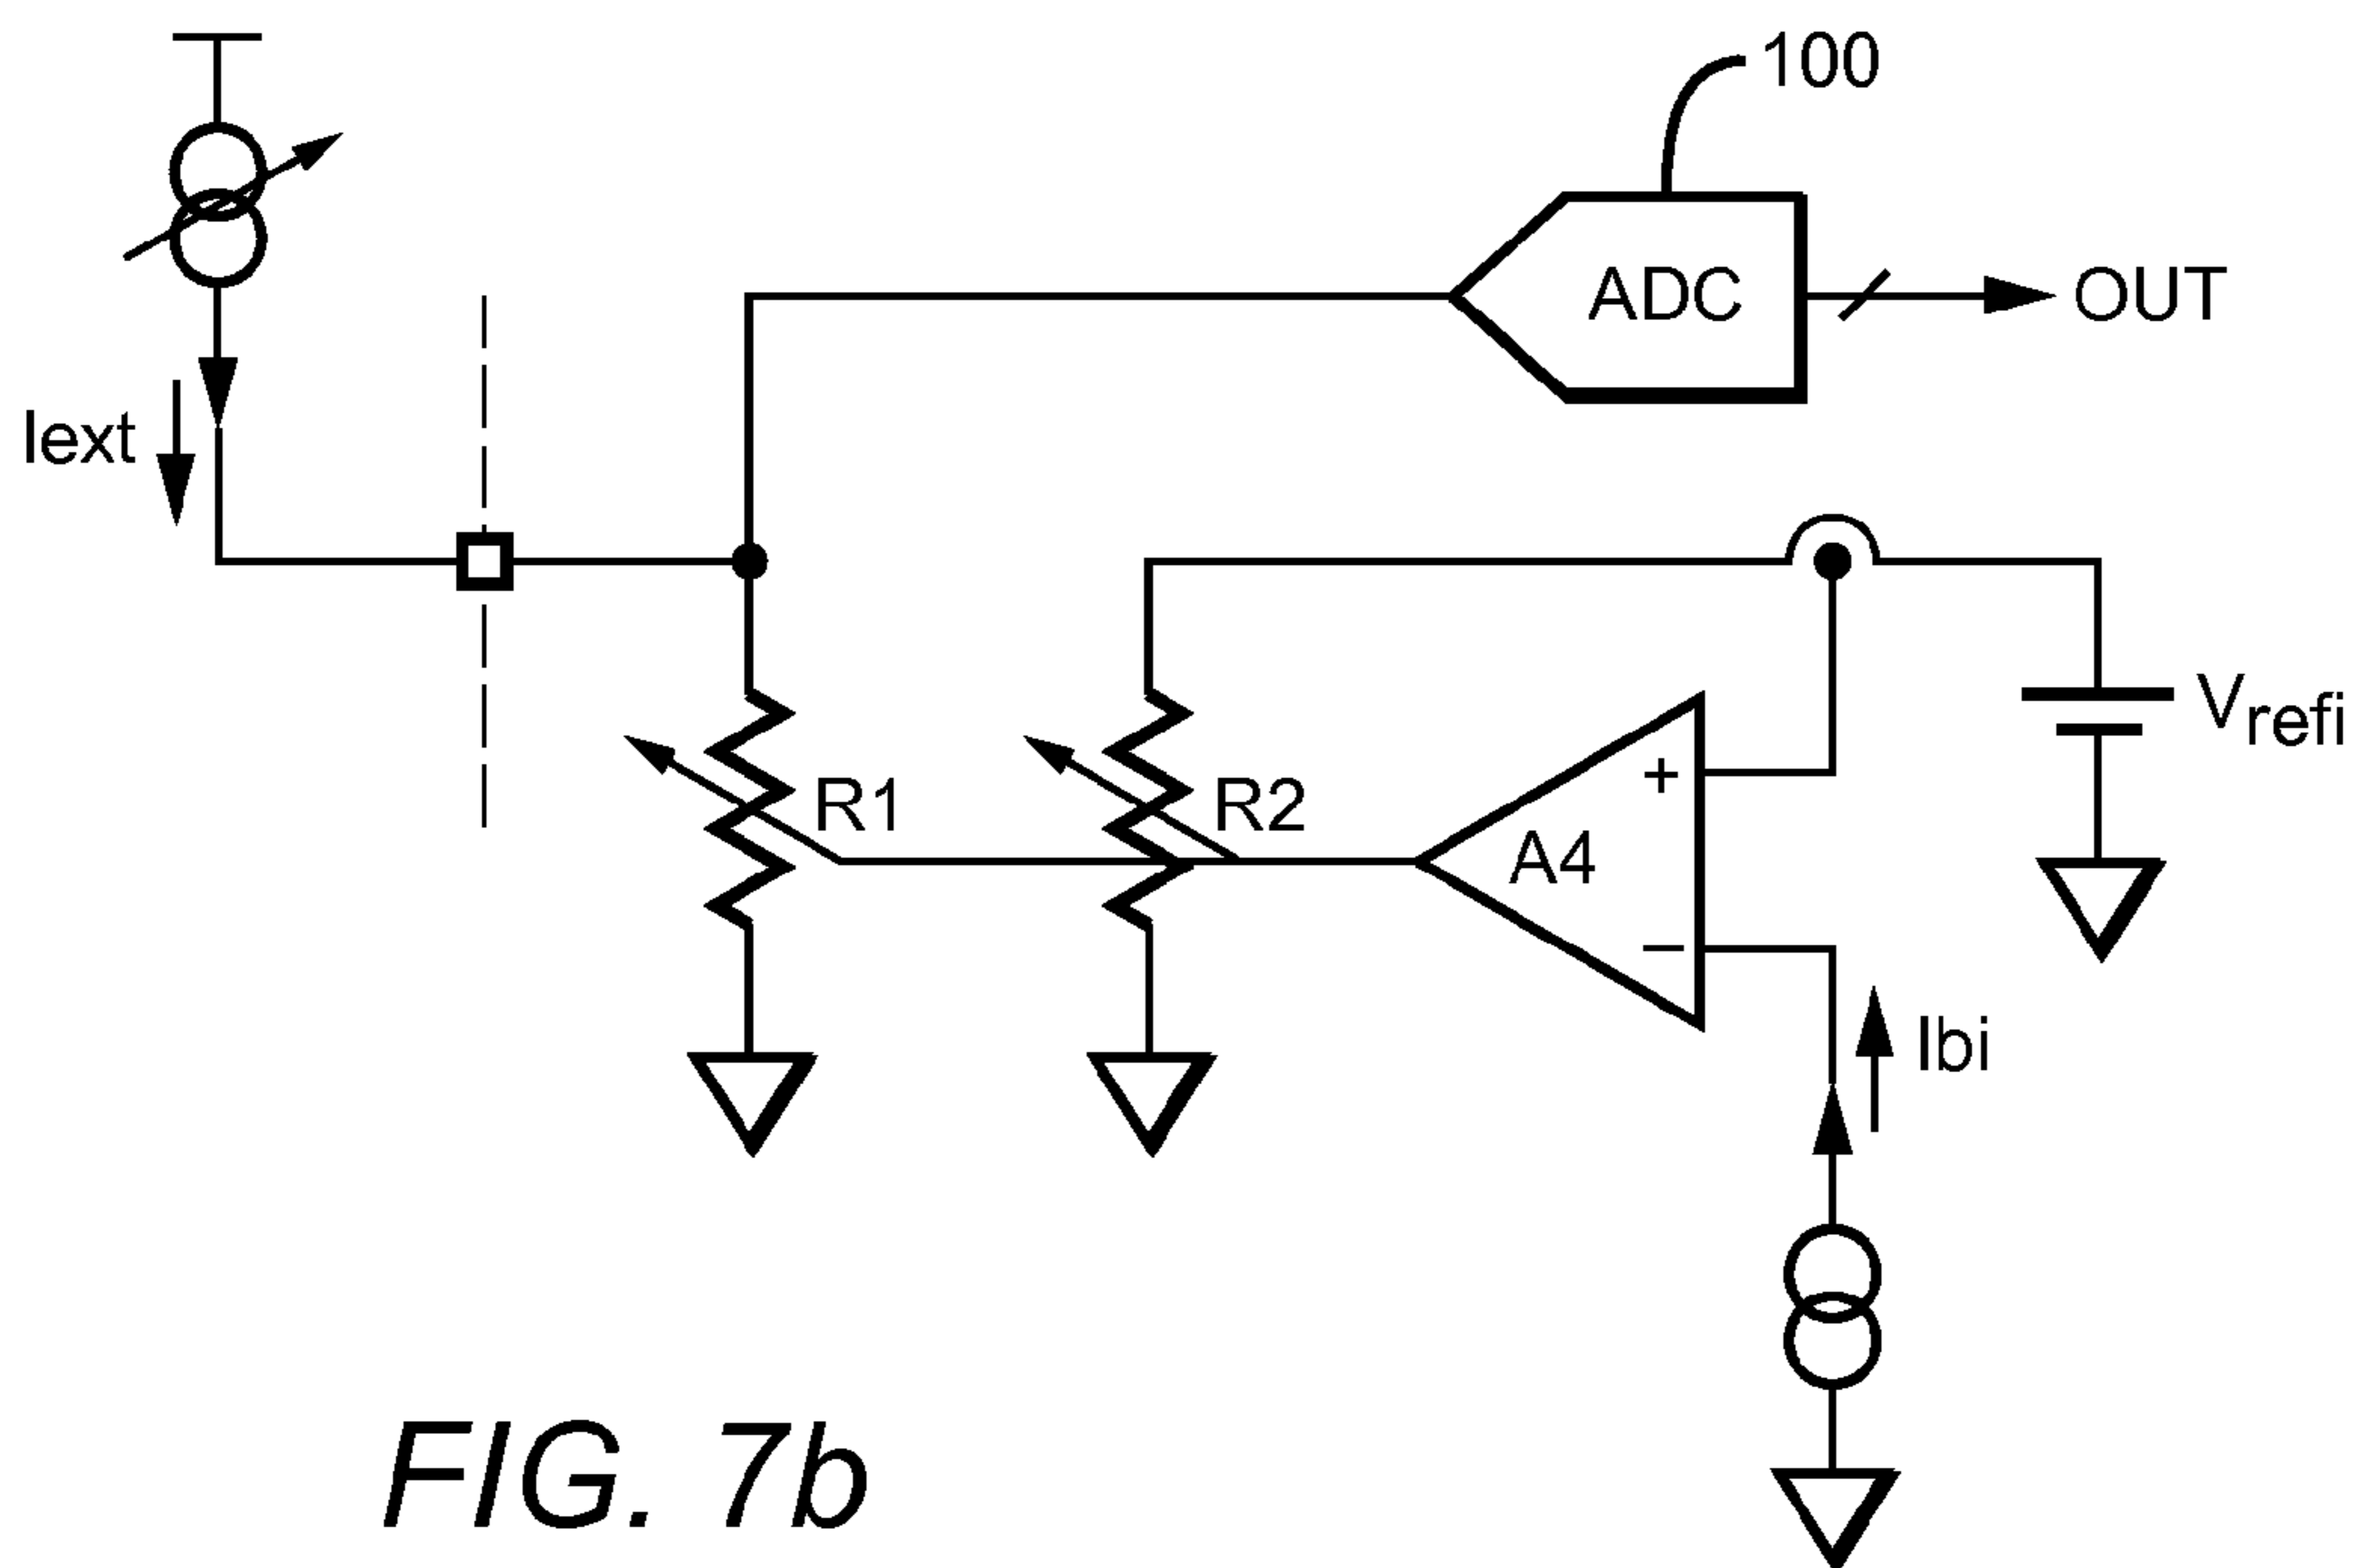 100
ADC
OUT
Iext
Vrefi
R1
R2
+
A4
−
Ibi
FIG. 7b